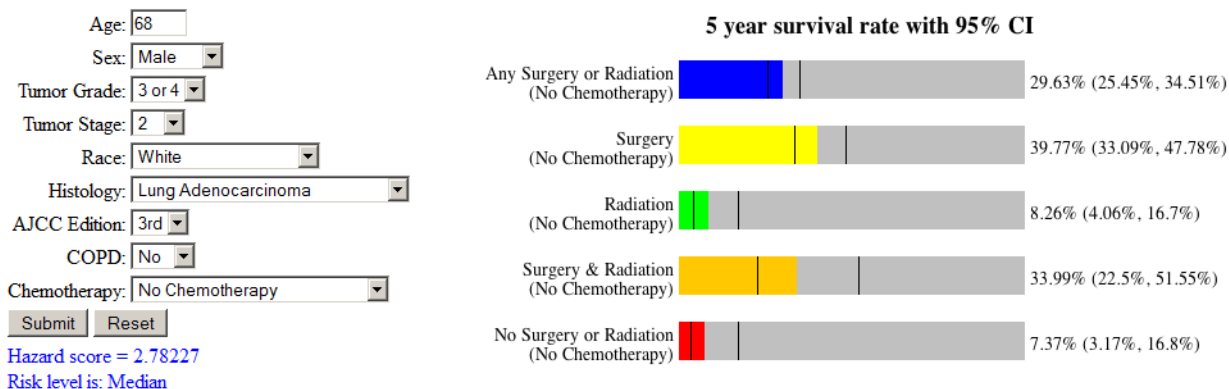 Age: 68
Sex: Male
Tumor Grade: 3 or 4
Tumor Stage: 2
Race: White
Histology: Lung Adenocarcinoma
AJCC Edition: 3rd
COPD: No
Chemotherapy: No Chemotherapy
Submit Reset
Hazard score = 2.78227
Risk level is: Median
5 year survival rate with 95% CI
Any Surgery or Radiation
(No Chemotherapy)
29.63% (25.45%, 34.51%)
Surgery
(No Chemotherapy)
39.77% (33.09%, 47.78%)
Radiation
(No Chemotherapy)
8.26% (4.06%, 16.7%)
Surgery & Radiation
(No Chemotherapy)
33.99% (22.5%, 51.55%)
No Surgery or Radiation
(No Chemotherapy)
7.37% (3.17%, 16.8%)